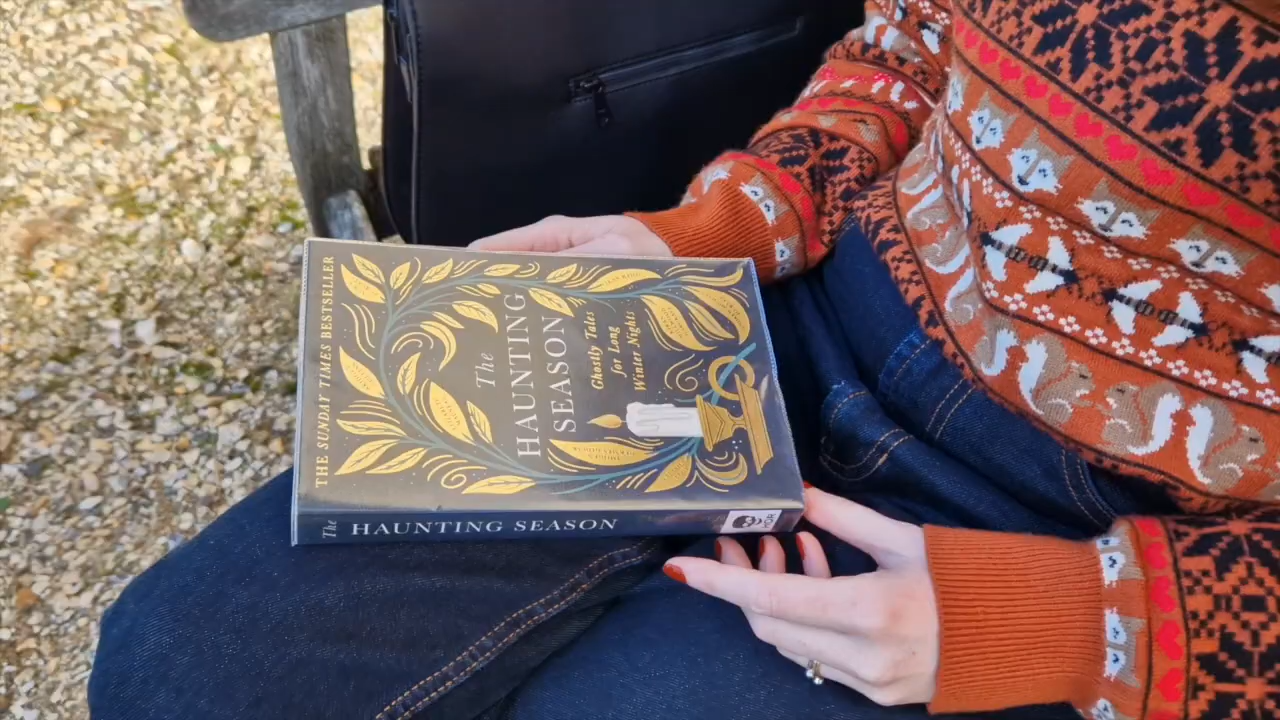 THE SUNDAY TIMES BESTSELLER
The
HAUNTING
SEASON
Ghostly Tales
for Long
Winter Nights
The HAUNTING SEASON